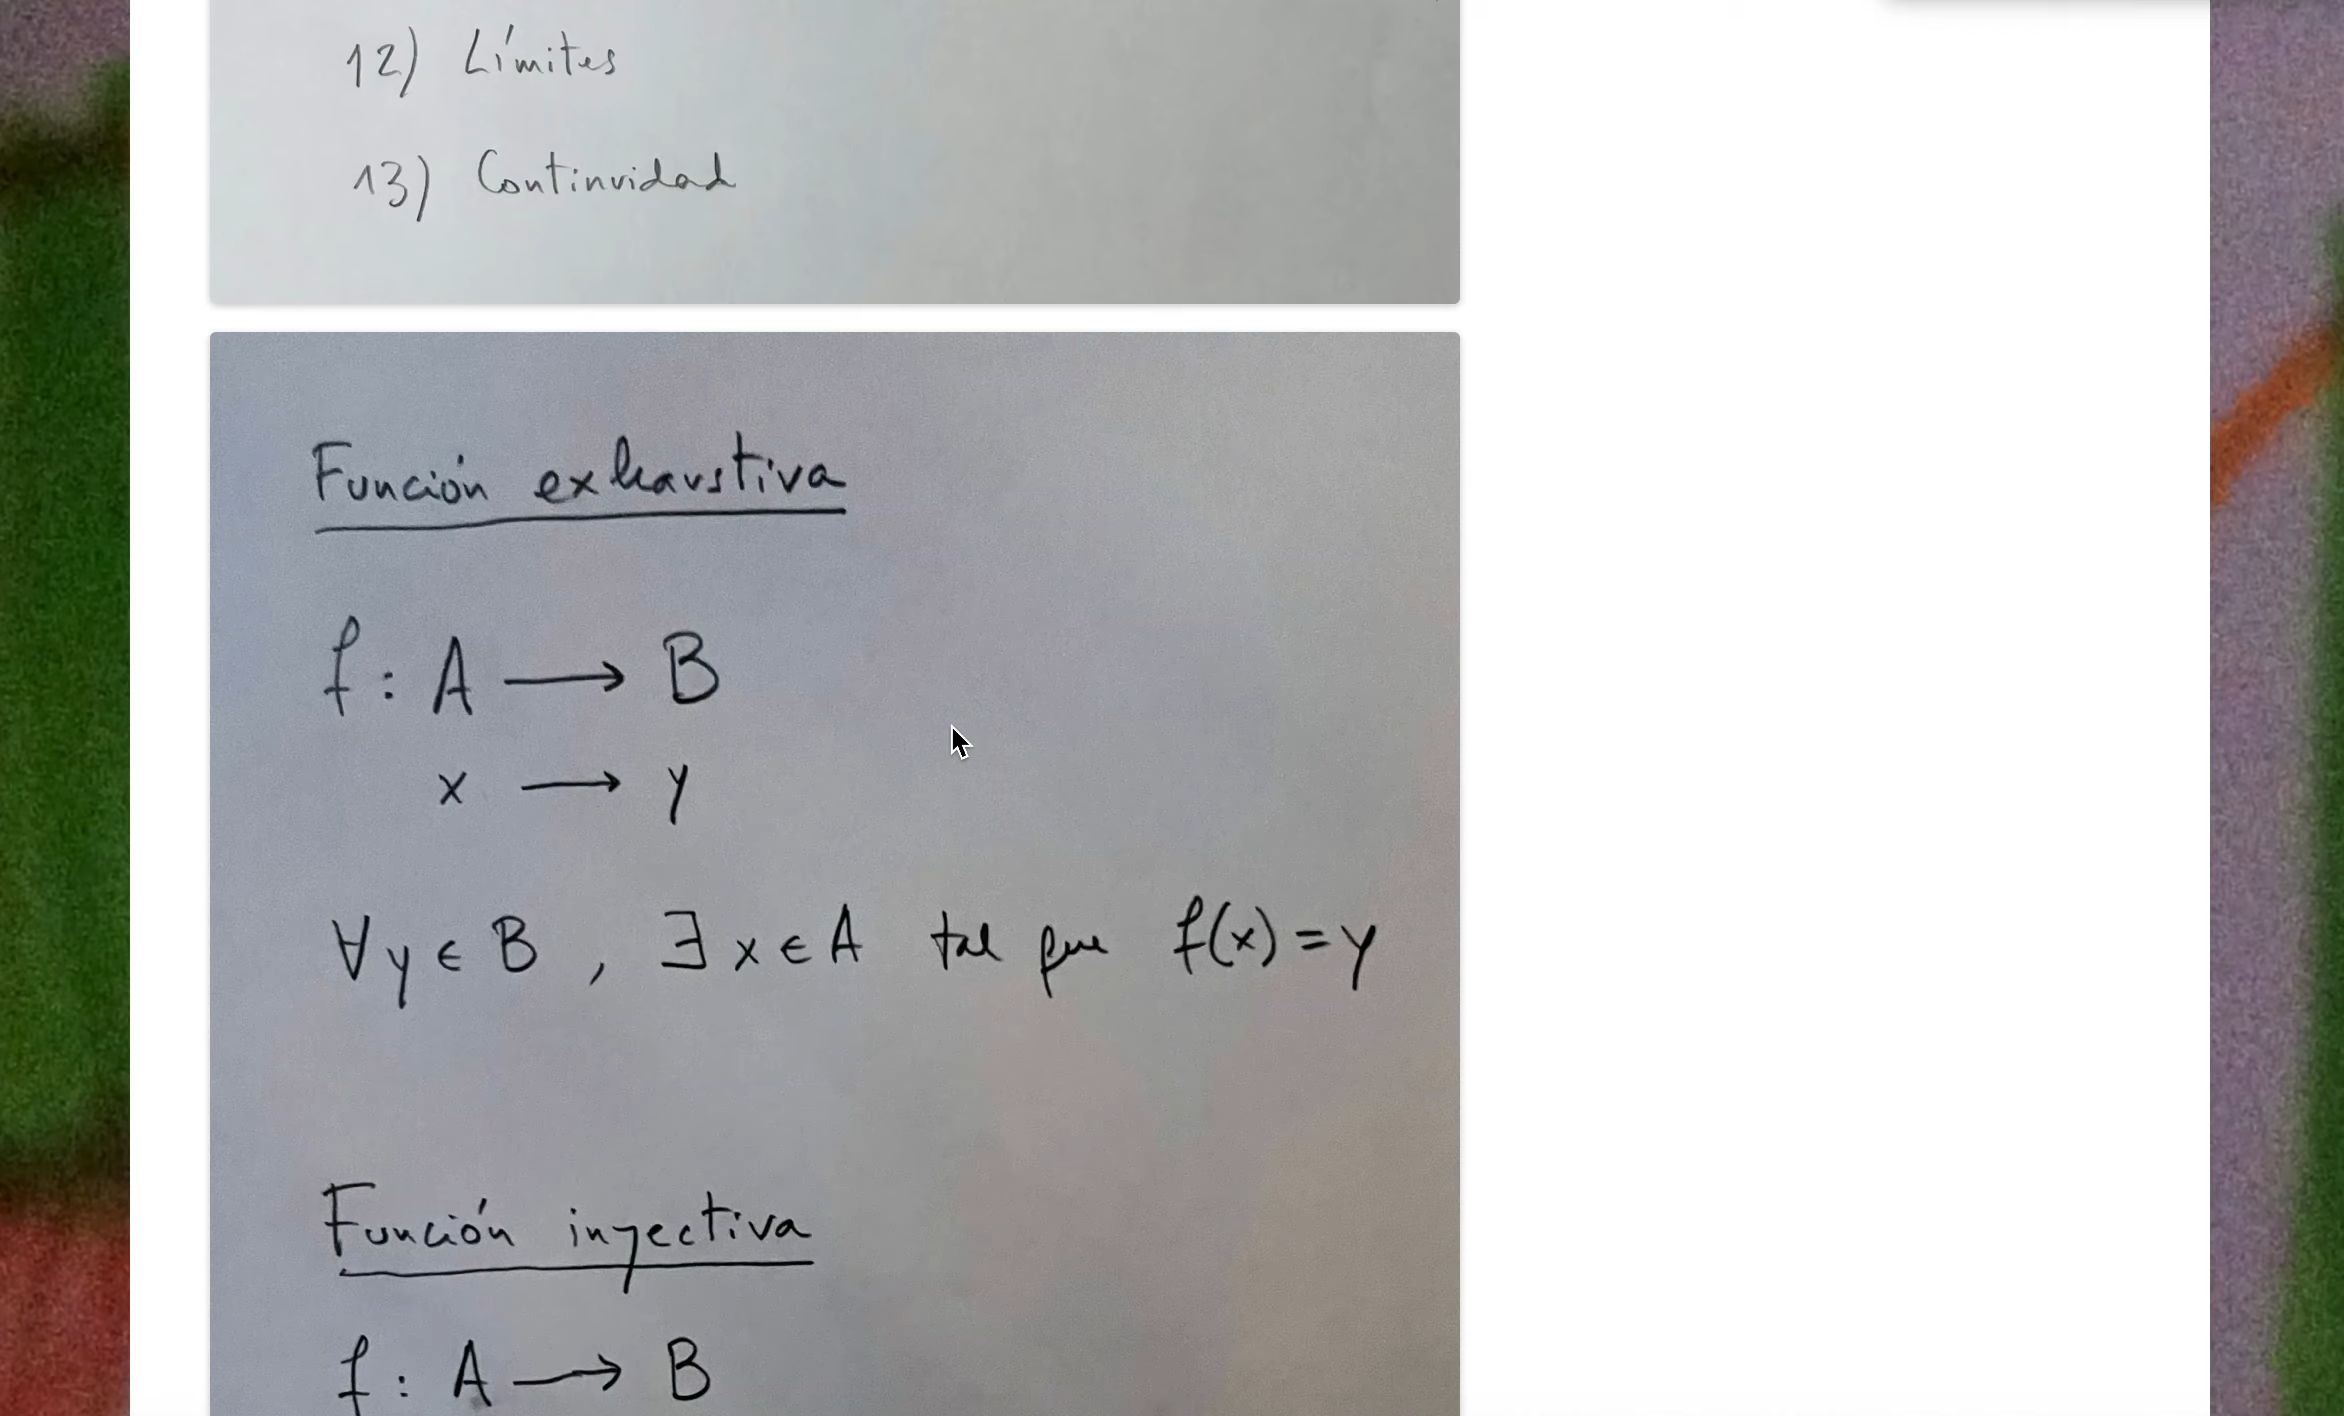 12) Límites
13) Continuidad
Función exhaustiva
f : A ⟶ B
x ⟶ y
∀y ∈ B , ∃ x ∈ A tal que f(x) = y
Función inyectiva
f : A ⟶ B